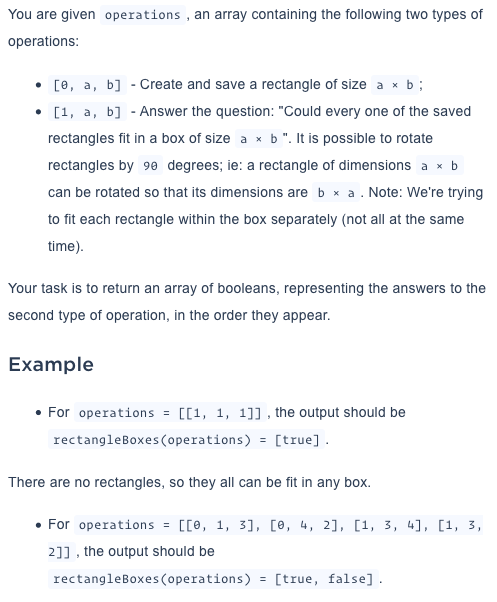 You are given operations , an array containing the following two types of
operations:
• [0, a, b] - Create and save a rectangle of size a × b ;
• [1, a, b] - Answer the question: "Could every one of the saved
rectangles fit in a box of size a × b ". It is possible to rotate
rectangles by 90 degrees; ie: a rectangle of dimensions a × b
can be rotated so that its dimensions are b × a . Note: We're trying
to fit each rectangle within the box separately (not all at the same
time).
Your task is to return an array of booleans, representing the answers to the
second type of operation, in the order they appear.
Example
• For operations = [[1, 1, 1]] , the output should be
rectangleBoxes(operations) = [true] .
There are no rectangles, so they all can be fit in any box.
• For operations = [[0, 1, 3], [0, 4, 2], [1, 3, 4], [1, 3,
2]] , the output should be
rectangleBoxes(operations) = [true, false] .